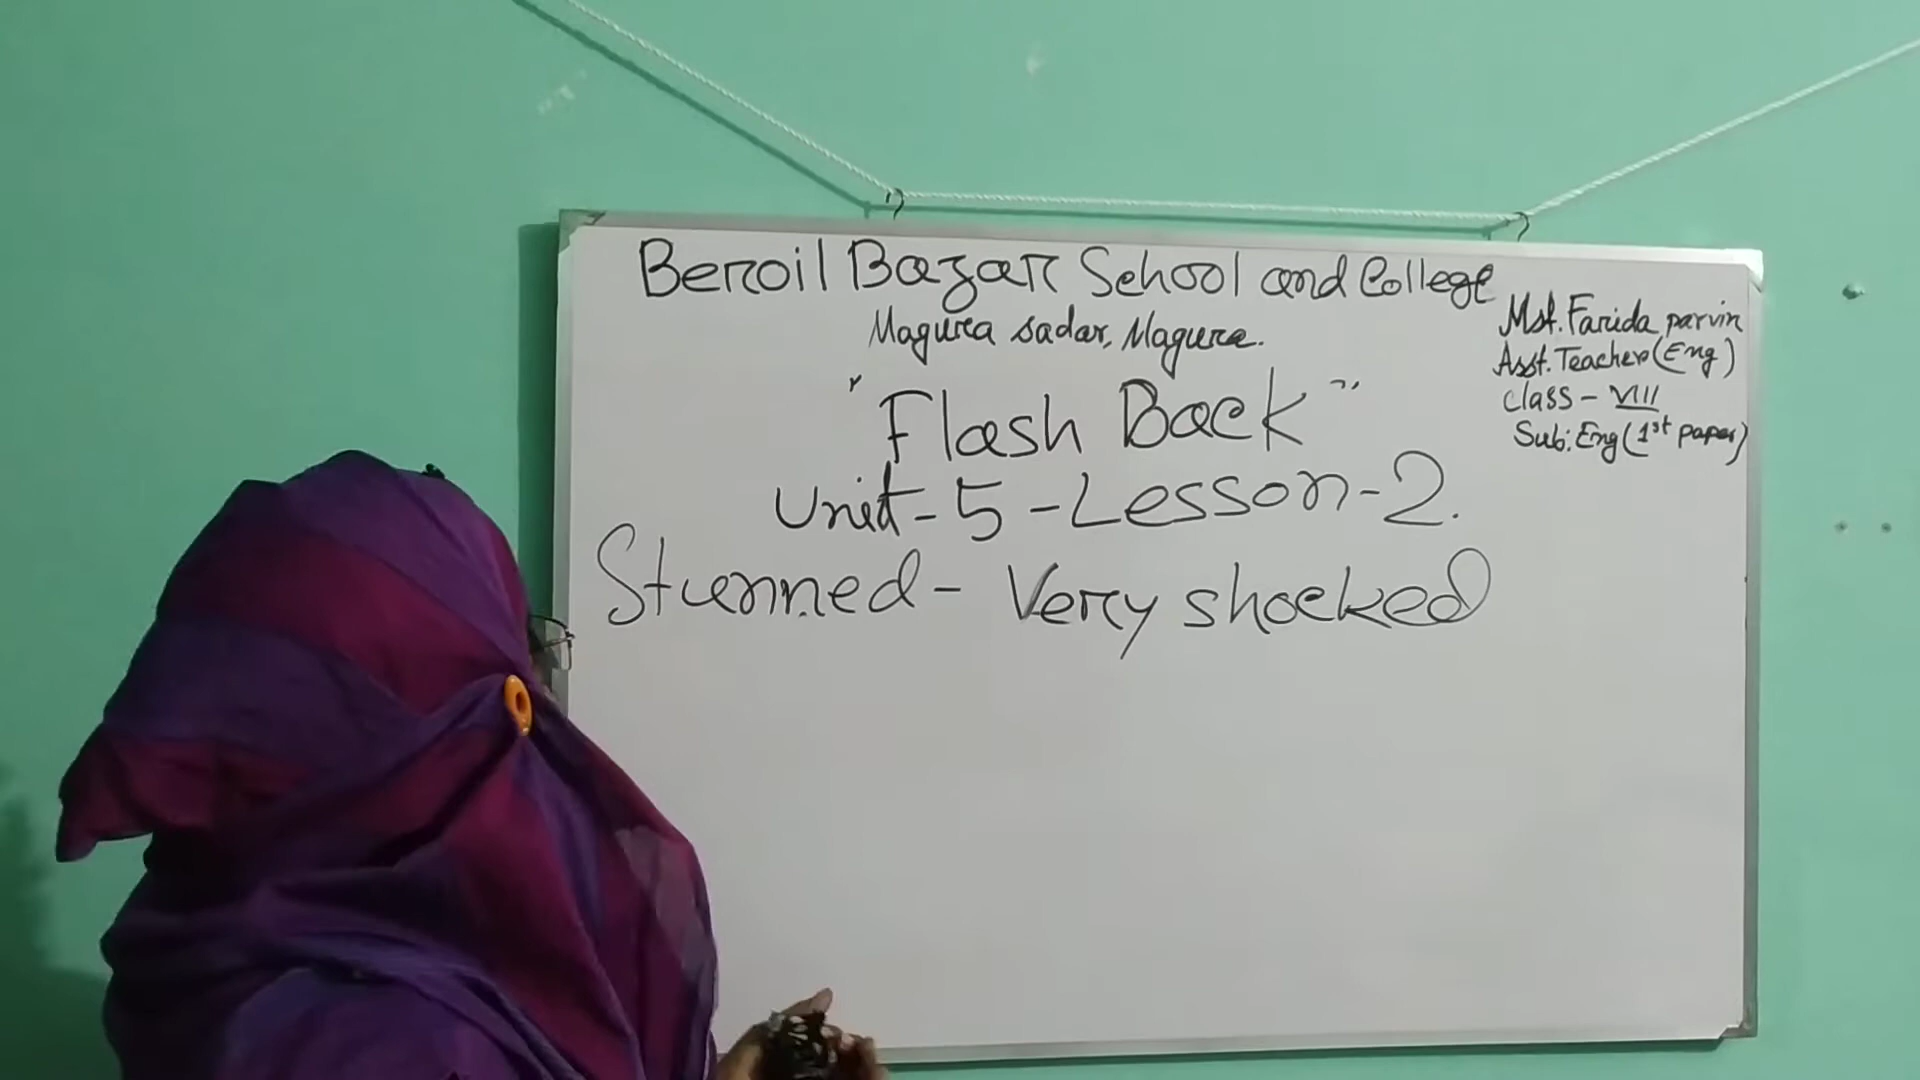 Beroil Bazar School and College
Magura sadar, Magura.
"Flash Back"
Unit-5-Lesson-2.
Stunned - Very shocked
Mst. Farida parvin
Asst. Teacher (Eng)
Class - VIII
Sub: Eng (1st paper)